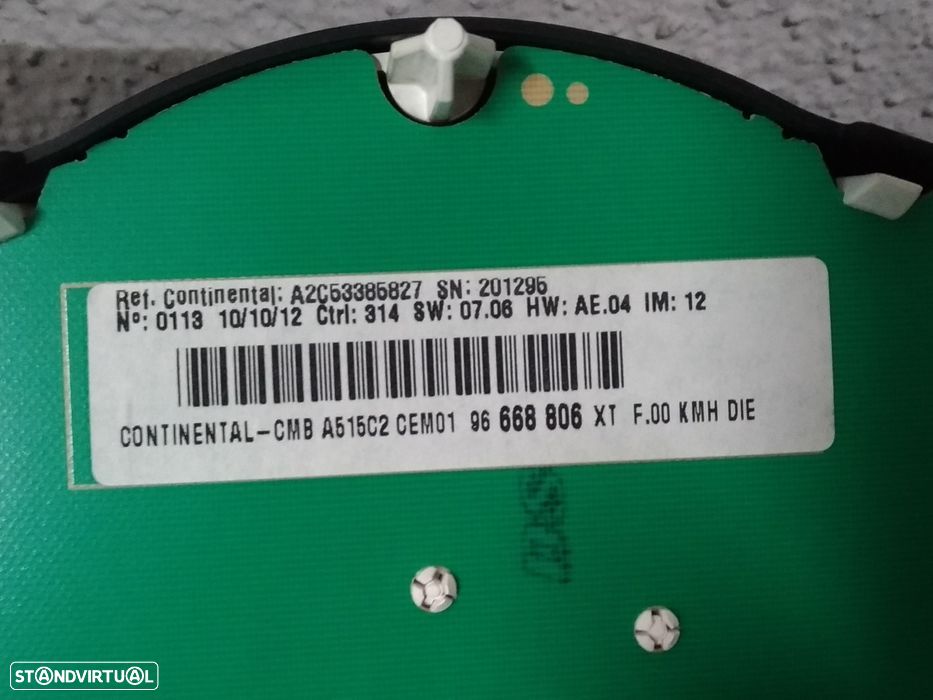 Ref. Continental: A2C53385827 SN: 201295
Nº: 0113 10/10/12 Ctrl: 314 SW: 07.06 HW: AE.04 IM: 12
CONTINENTAL-CMB A515C2 CEM01 96 668 806 XT F.00 KMH DIE
STANDVIRTUAL